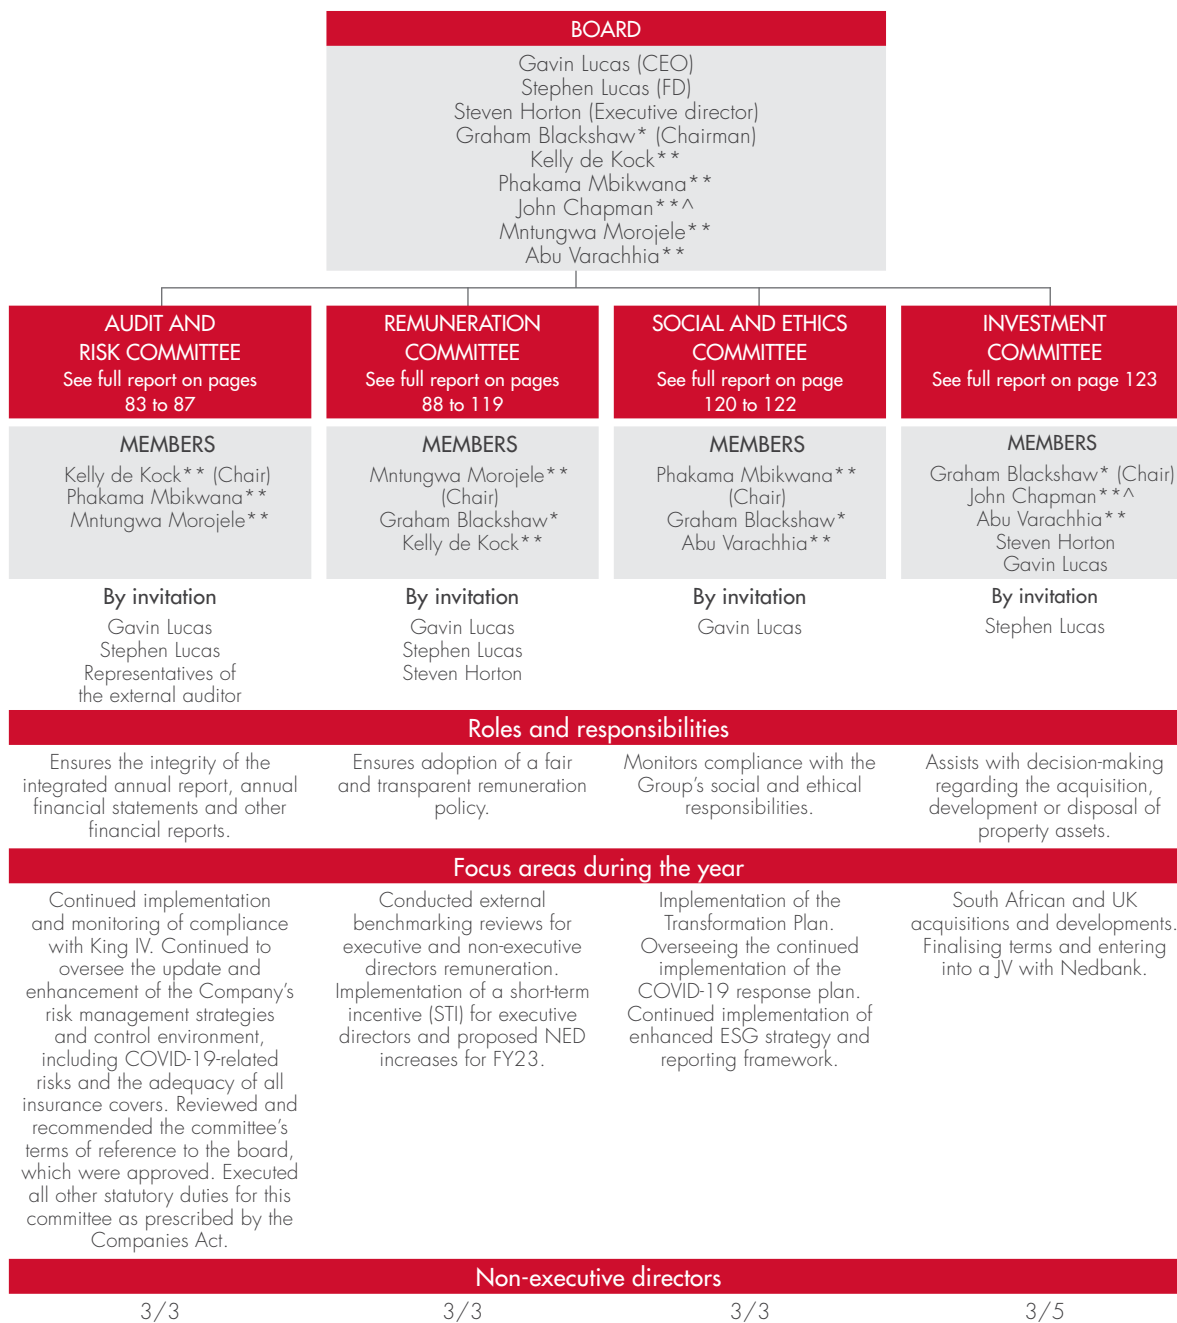 BOARD
Gavin Lucas (CEO)
Stephen Lucas (FD)
Steven Horton (Executive director)
Graham Blackshaw* (Chairman)
Kelly de Kock**
Phakama Mbikwana**
John Chapman**^
Mntungwa Morojele**
Abu Varachhia**
AUDIT AND
RISK COMMITTEE
See full report on pages
83 to 87
MEMBERS
Kelly de Kock** (Chair)
Phakama Mbikwana**
Mntungwa Morojele**
By invitation
Gavin Lucas
Stephen Lucas
Representatives of
the external auditor
REMUNERATION
COMMITTEE
See full report on pages
88 to 119
MEMBERS
Mntungwa Morojele**
(Chair)
Graham Blackshaw*
Kelly de Kock**
By invitation
Gavin Lucas
Stephen Lucas
Steven Horton
SOCIAL AND ETHICS
COMMITTEE
See full report on page
120 to 122
MEMBERS
Phakama Mbikwana**
(Chair)
Graham Blackshaw*
Abu Varachhia**
By invitation
Gavin Lucas
INVESTMENT
COMMITTEE
See full report on page 123
MEMBERS
Graham Blackshaw* (Chair)
John Chapman**^
Abu Varachhia**
Steven Horton
Gavin Lucas
By invitation
Stephen Lucas
Roles and responsibilities
Ensures the integrity of the
integrated annual report, annual
financial statements and other
financial reports.
Ensures adoption of a fair
and transparent remuneration
policy.
Monitors compliance with the
Group's social and ethical
responsibilities.
Assists with decision-making
regarding the acquisition,
development or disposal of
property assets.
Focus areas during the year
Continued implementation
and monitoring of compliance
with King IV. Continued to
oversee the update and
enhancement of the Company's
risk management strategies
and control environment,
including COVID-19-related
risks and the adequacy of all
insurance covers. Reviewed and
recommended the committee's
terms of reference to the board,
which were approved. Executed
all other statutory duties for this
committee as prescribed by the
Companies Act.
Conducted external
benchmarking reviews for
executive and non-executive
directors remuneration.
Implementation of a short-term
incentive (STI) for executive
directors and proposed NED
increases for FY23.
Implementation of the
Transformation Plan.
Overseeing the continued
implementation of the
COVID-19 response plan.
Continued implementation of
enhanced ESG strategy and
reporting framework.
South African and UK
acquisitions and developments.
Finalising terms and entering
into a JV with Nedbank.
Non-executive directors
3/3
3/3
3/3
3/5